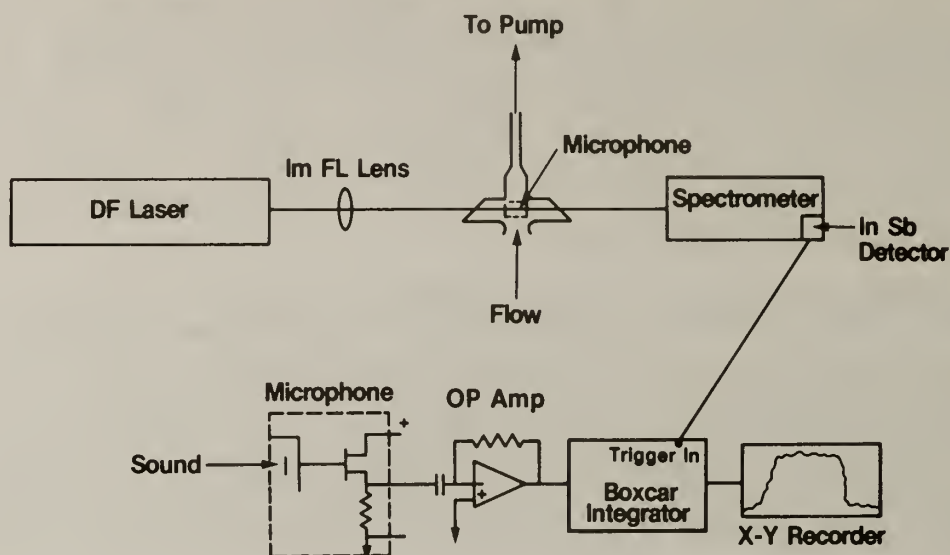 To Pump
Microphone
Im FL Lens
DF Laser
Spectrometer
In Sb
Detector
Flow
Microphone
OP Amp
+
Sound
+
Trigger In
Boxcar
Integrator
X-Y Recorder